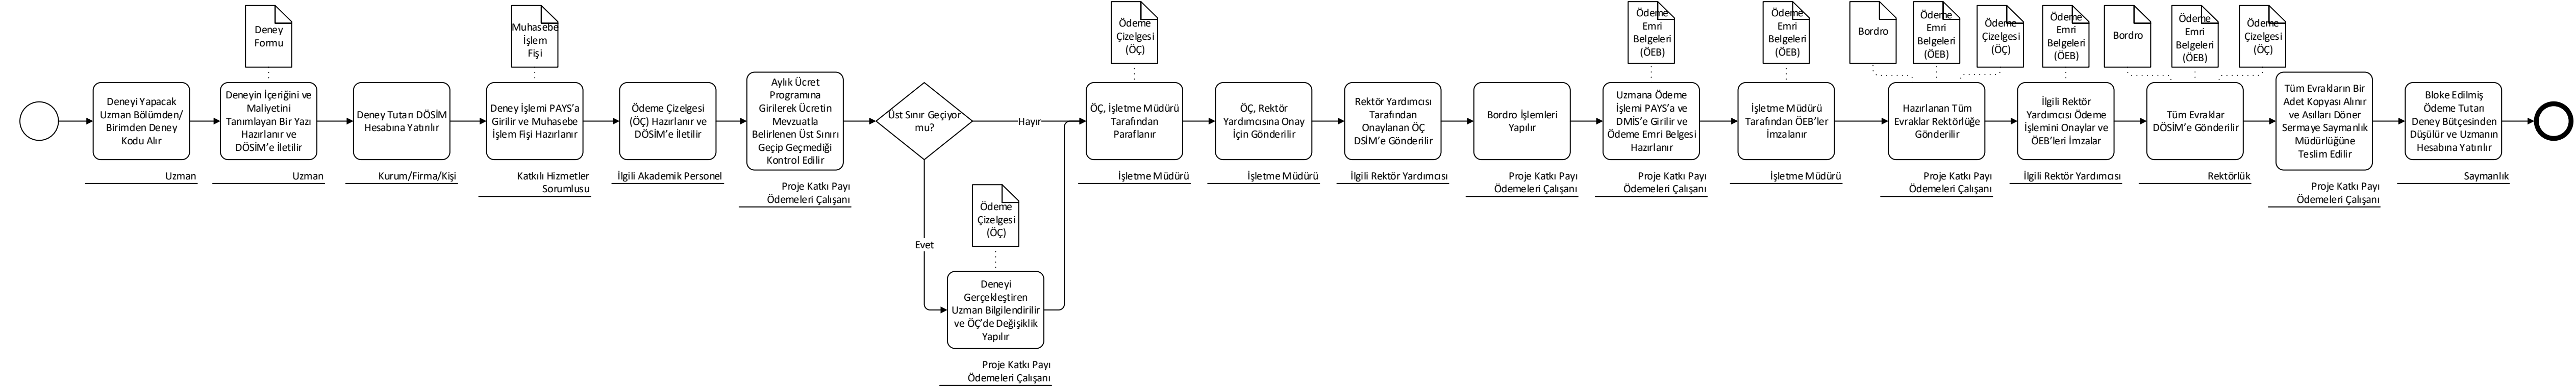 Deney
Formu
Muhasebe
İşlem
Fişi
Ödeme
Çizelgesi
(ÖÇ)
Ödeme
Emri
Belgeleri
(ÖEB)
Ödeme
Emri
Belgeleri
(ÖEB)
Bordro
Ödeme
Emri
Belgeleri
(ÖEB)
Ödeme
Çizelgesi
(ÖÇ)
Ödeme
Emri
Belgeleri
(ÖEB)
Bordro
Ödeme
Emri
Belgeleri
(ÖEB)
Ödeme
Çizelgesi
(ÖÇ)
Deneyi Yapacak
Uzman Bölümden/
Birimden Deney
Kodu Alır
Uzman
Deneyin İçeriğini ve
Maliyetini
Tanımlayan Bir Yazı
Hazırlanır ve
DÖSİM’e İletilir
Uzman
Deney Tutarı DÖSİM
Hesabına Yatırılır
Kurum/Firma/Kişi
Deney İşlemi PAYS’a
Girilir ve Muhasebe
İşlem Fişi Hazırlanır
Katkılı Hizmetler
Sorumlusu
Ödeme Çizelgesi
(ÖÇ) Hazırlanır ve
DÖSİM’e İletilir
İlgili Akademik Personel
Aylık Ücret
Programına
Girilerek Ücretin
Mevzuatla
Belirlenen Üst Sınırı
Geçip Geçmediği
Kontrol Edilir
Proje Katkı Payı
Ödemeleri Çalışanı
Üst Sınır Geçiyor
mu?
Hayır
Evet
Ödeme
Çizelgesi
(ÖÇ)
Deneyi
Gerçekleştiren
Uzman Bilgilendirilir
ve ÖÇ’de Değişiklik
Yapılır
Proje Katkı Payı
Ödemeleri Çalışanı
ÖÇ, İşletme Müdürü
Tarafından
Paraflanır
İşletme Müdürü
ÖÇ, Rektör
Yardımcısına Onay
İçin Gönderilir
İşletme Müdürü
Rektör Yardımcısı
Tarafından
Onaylanan ÖÇ
DSİM’e Gönderilir
İlgili Rektör Yardımcısı
Bordro İşlemleri
Yapılır
Proje Katkı Payı
Ödemeleri Çalışanı
Uzmana Ödeme
İşlemi PAYS’a ve
DMİS’e Girilir ve
Ödeme Emri Belgesi
Hazırlanır
Proje Katkı Payı
Ödemeleri Çalışanı
İşletme Müdürü
Tarafından ÖEB’ler
İmzalanır
İşletme Müdürü
Hazırlanan Tüm
Evraklar Rektörlüğe
Gönderilir
Proje Katkı Payı
Ödemeleri Çalışanı
İlgili Rektör
Yardımcısı Ödeme
İşlemini Onaylar ve
ÖEB’leri İmzalar
İlgili Rektör Yardımcısı
Tüm Evraklar
DÖSİM’e Gönderilir
Rektörlük
Tüm Evrakların Bir
Adet Kopyası Alınır
ve Asılları Döner
Sermaye Saymanlık
Müdürlüğüne
Teslim Edilir
Proje Katkı Payı
Ödemeleri Çalışanı
Bloke Edilmiş
Ödeme Tutarı
Deney Bütçesinden
Düşülür ve Uzmanın
Hesabına Yatırılır
Saymanlık